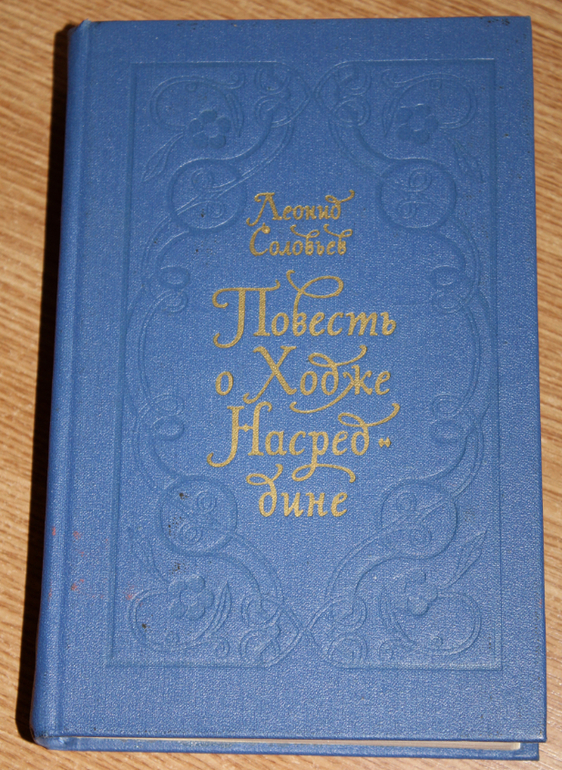 Леонид
Соловьев
Повесть
о Ходже
Насред-
дине